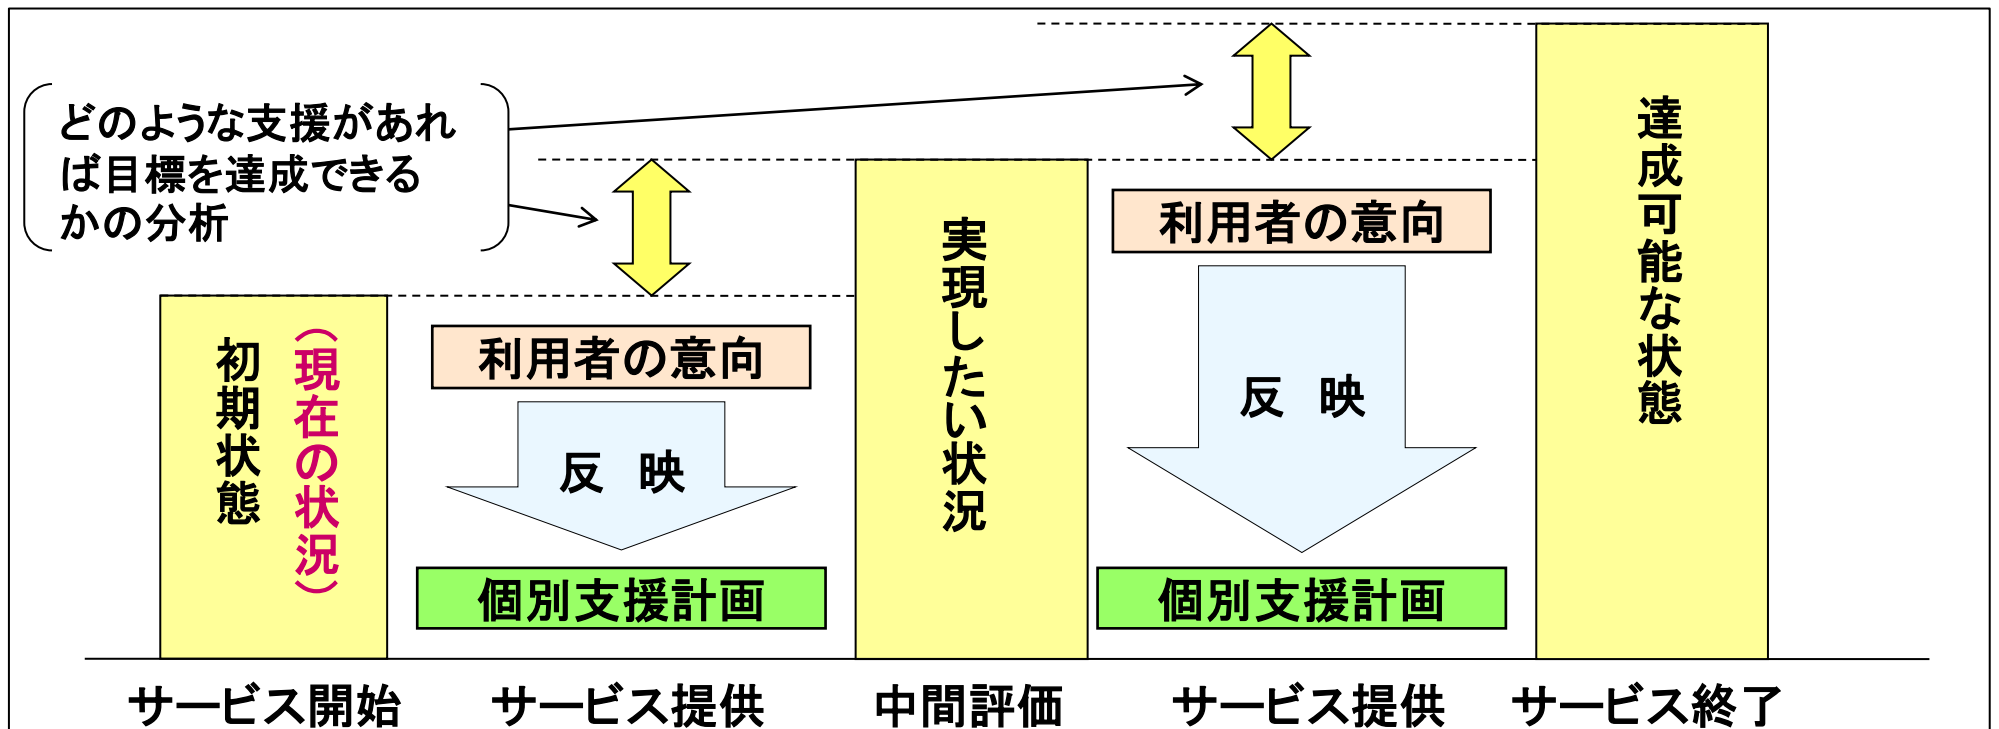 どのような支援があれ
ば目標を達成できる
かの分析
初期状態
（現在の状況）
利用者の意向
反　映
個別支援計画
実現したい状況
利用者の意向
反　映
個別支援計画
達成可能な状態
サービス開始
サービス提供
中間評価
サービス提供
サービス終了